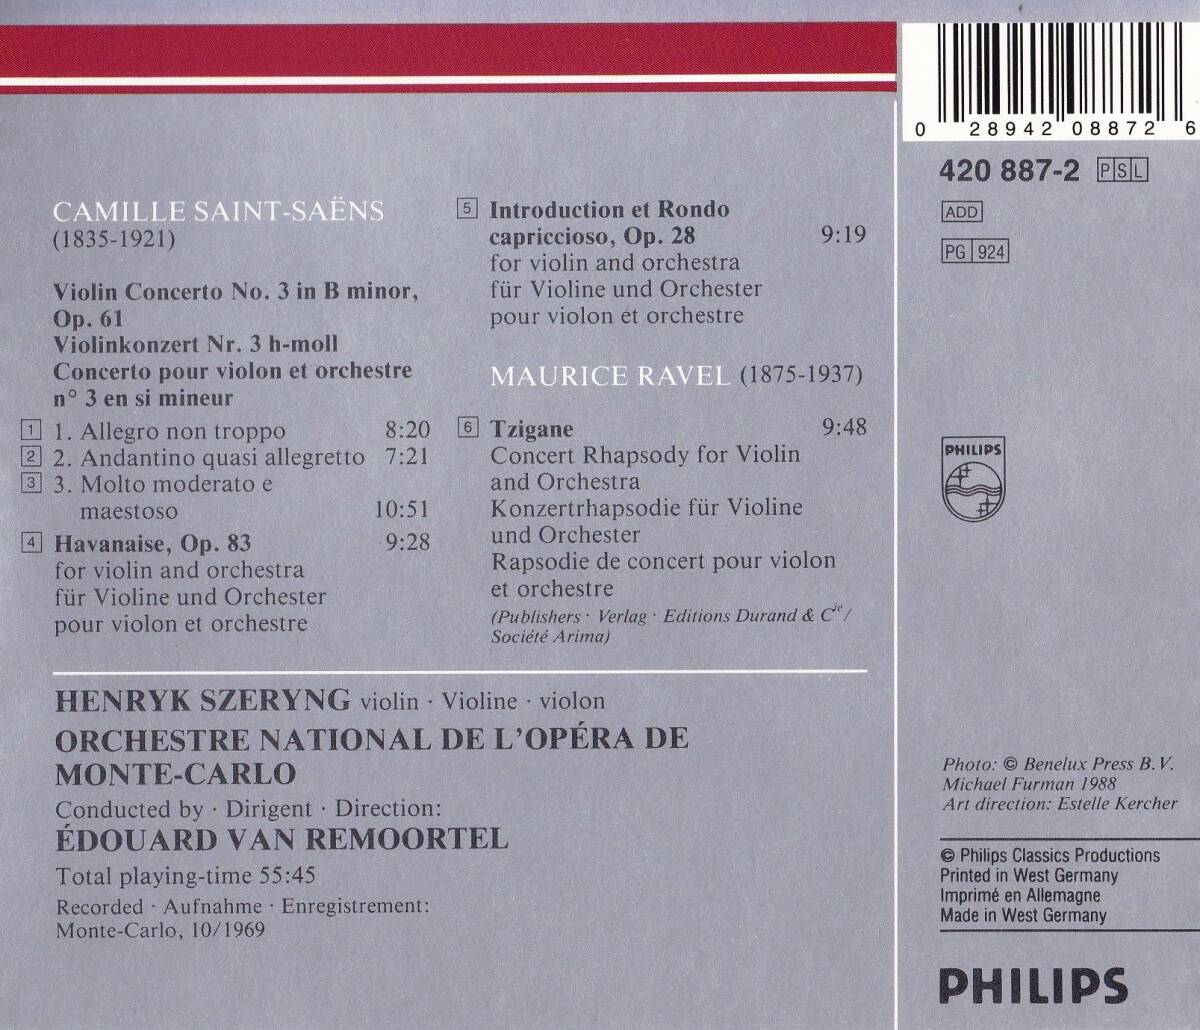 CAMILLE SAINT-SAËNS
(1835-1921)
Violin Concerto No. 3 in B minor,
Op. 61
Violinkonzert Nr. 3 h-moll
Concerto pour violon et orchestre
n° 3 en si mineur
1 1. Allegro non troppo 8:20
2 2. Andantino quasi allegretto 7:21
3 3. Molto moderato e
maestoso 10:51
4 Havanaise, Op. 83 9:28
for violin and orchestra
für Violine und Orchester
pour violon et orchestre
5 Introduction et Rondo
capriccioso, Op. 28 9:19
for violin and orchestra
für Violine und Orchester
pour violon et orchestre
MAURICE RAVEL (1875-1937)
6 Tzigane 9:48
Concert Rhapsody for Violin
and Orchestra
Konzertrhapsodie für Violine
und Orchester
Rapsodie de concert pour violon
et orchestre
(Publishers · Verlag · Editions Durand & Cie/
Société Arima)
HENRYK SZERYNG violin · Violine · violon
ORCHESTRE NATIONAL DE L'OPÉRA DE
MONTE-CARLO
Conducted by · Dirigent · Direction:
ÉDOUARD VAN REMOORTEL
Total playing-time 55:45
Recorded · Aufnahme · Enregistrement:
Monte-Carlo, 10/1969
0 28942 08872 6
420 887-2 PSL
ADD
PG 924
PHILIPS
Photo: © Benelux Press B.V.
Michael Furman 1988
Art direction: Estelle Kercher
© Philips Classics Productions
Printed in West Germany
Imprimé en Allemagne
Made in West Germany
PHILIPS